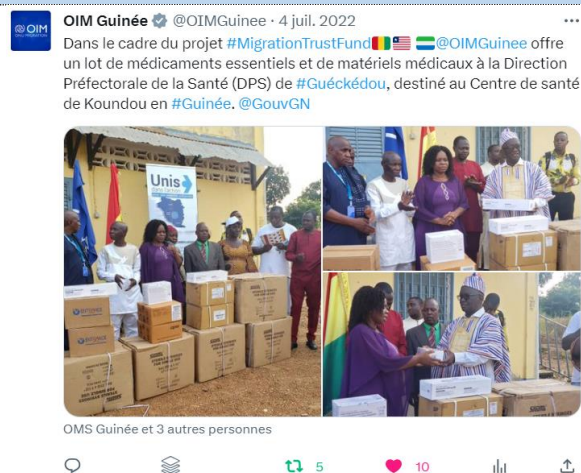 OIM Guinée @OIMGuinee · 4 juil. 2022
OIM
Dans le cadre du projet #MigrationTrustFund @OIMGuinee offre
un lot de médicaments essentiels et de matériels médicaux à la Direction
Préfectorale de la Santé (DPS) de #Guéckédou, destiné au Centre de santé
de Koundou en #Guinée. @GouvGN
Unis
OMS Guinée et 3 autres personnes
5
10